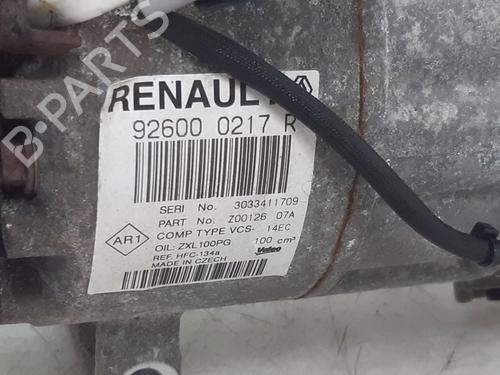 B-PARTS
RENAULT
92600 0217 R
SERI No. 3033411709
PART No. Z00126 07A
COMP TYPE VCS- 14EC
OIL: ZXL100PG 100 cm³
REF. HFC-134a
MADE IN CZECH
AR1
Valeo